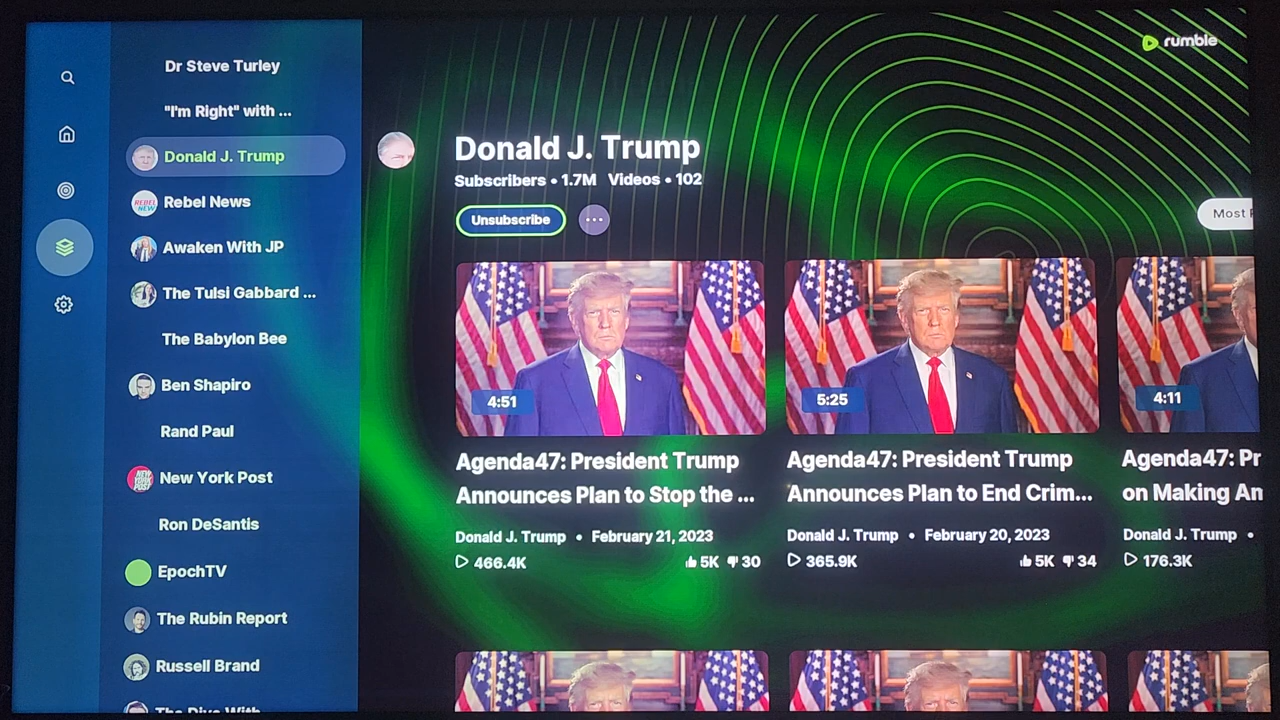 Dr Steve Turley
"I'm Right" with ...
Donald J. Trump
Rebel News
Awaken With JP
The Tulsi Gabbard ...
The Babylon Bee
Ben Shapiro
Rand Paul
New York Post
Ron DeSantis
EpochTV
The Rubin Report
Russell Brand
rumble
Donald J. Trump
Subscribers • 1.7M Videos • 102
Unsubscribe
Most
4:51
Agenda47: President Trump
Announces Plan to Stop the ...
Donald J. Trump • February 21, 2023
466.4K 5K 30
5:25
Agenda47: President Trump
Announces Plan to End Crim...
Donald J. Trump • February 20, 2023
365.9K 5K 34
4:11
Agenda47: Pr
on Making Am
Donald J. Trump •
176.3K